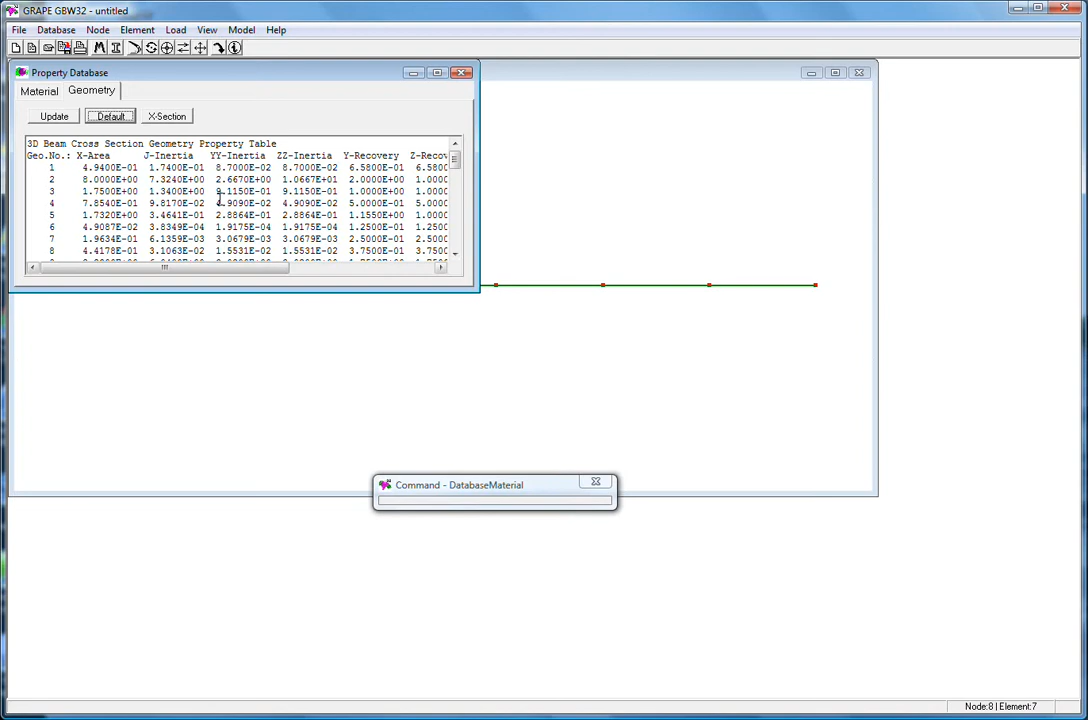 GRAPE GBW32 - untitled
File Database Node Element Load View Model Help
Property Database
Material Geometry
Update Default X-Section
3D Beam Cross Section Geometry Property Table
Geo.No.: X-Area J-Inertia YY-Inertia ZZ-Inertia Y-Recovery Z-Recov
1 4.9400E-01 1.7400E-01 8.7000E-02 8.7000E-02 6.5800E-01 6.5800
2 8.0000E+00 7.3240E+00 2.6670E+00 1.0667E+01 2.0000E+00 1.0000
3 1.7500E+00 1.3400E+00 9.1150E-01 9.1150E-01 1.0000E+00 1.0000
4 7.8540E-01 9.8170E-02 4.9090E-02 4.9090E-02 5.0000E-01 5.0000
5 1.7320E+00 3.4641E-01 2.8864E-01 2.8864E-01 1.1550E+00 1.0000
6 4.9087E-02 3.8349E-04 1.9175E-04 1.9175E-04 1.2500E-01 1.2500
7 1.9634E-01 6.1359E-03 3.0679E-03 3.0679E-03 2.5000E-01 2.5000
8 4.4178E-01 3.1063E-02 1.5531E-02 1.5531E-02 3.7500E-01 3.7500
Command - DatabaseMaterial
Node:8 | Element:7